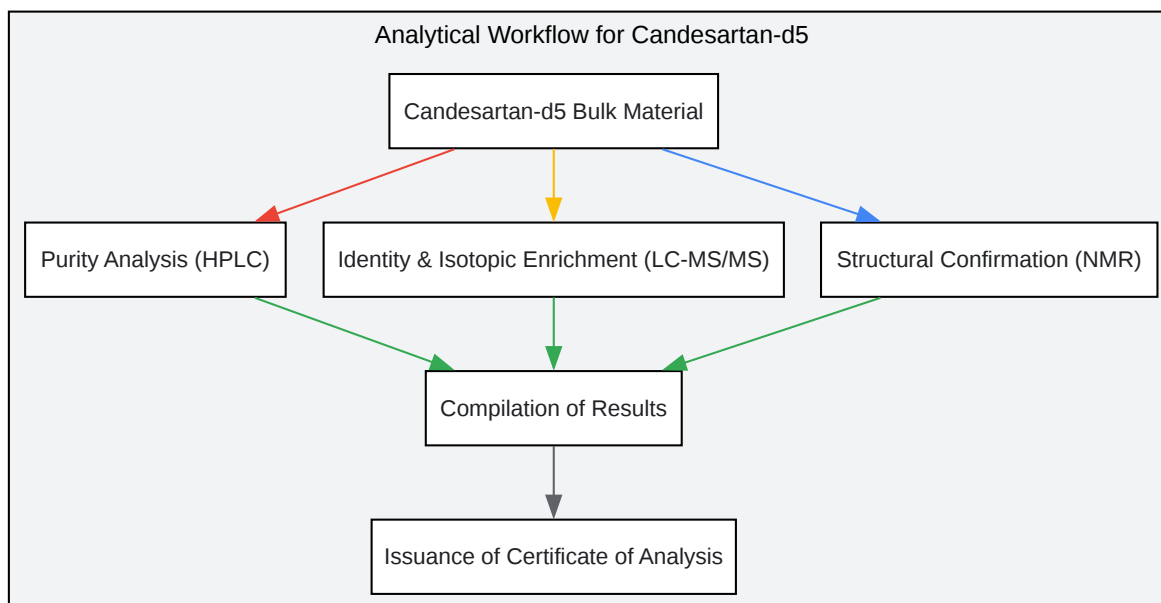 Analytical Workflow for Candesartan-d5
Candesartan-d5 Bulk Material
Purity Analysis (HPLC)
Identity & Isotopic Enrichment (LC-MS/MS)
Structural Confirmation (NMR)
Compilation of Results
Issuance of Certificate of Analysis